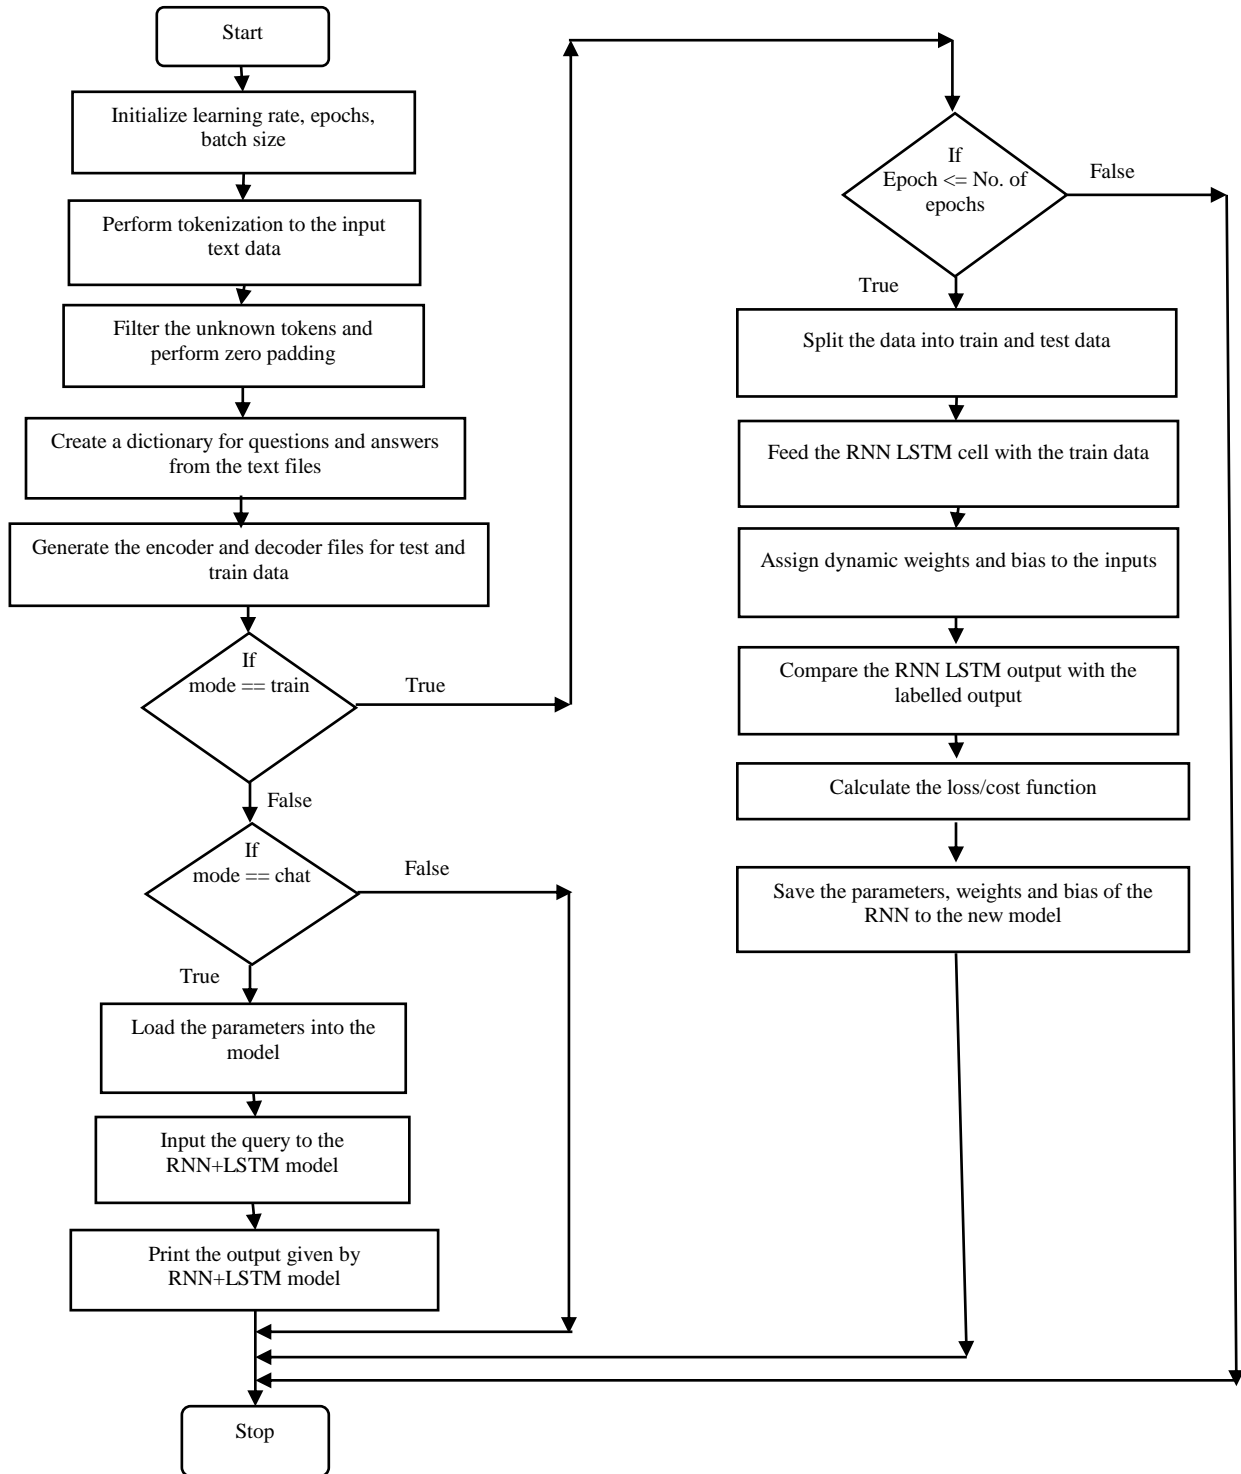 Start
Initialize learning rate, epochs,
batch size
Perform tokenization to the input
text data
Filter the unknown tokens and
perform zero padding
Create a dictionary for questions and answers
from the text files
Generate the encoder and decoder files for test and
train data
If
mode == train
True
False
If
mode == chat
False
True
Load the parameters into the
model
Input the query to the
RNN+LSTM model
Print the output given by
RNN+LSTM model
Stop
If
Epoch <= No. of
epochs
False
True
Split the data into train and test data
Feed the RNN LSTM cell with the train data
Assign dynamic weights and bias to the inputs
Compare the RNN LSTM output with the
labelled output
Calculate the loss/cost function
Save the parameters, weights and bias of the
RNN to the new model